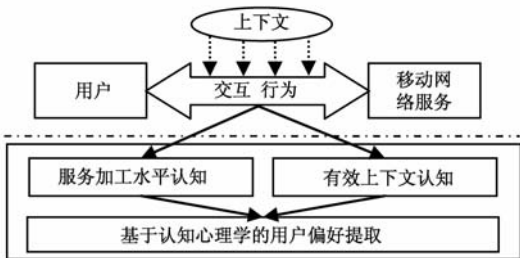 上下文
用户
交互 行为
移动网
络服务
服务加工水平认知
有效上下文认知
基于认知心理学的用户偏好提取